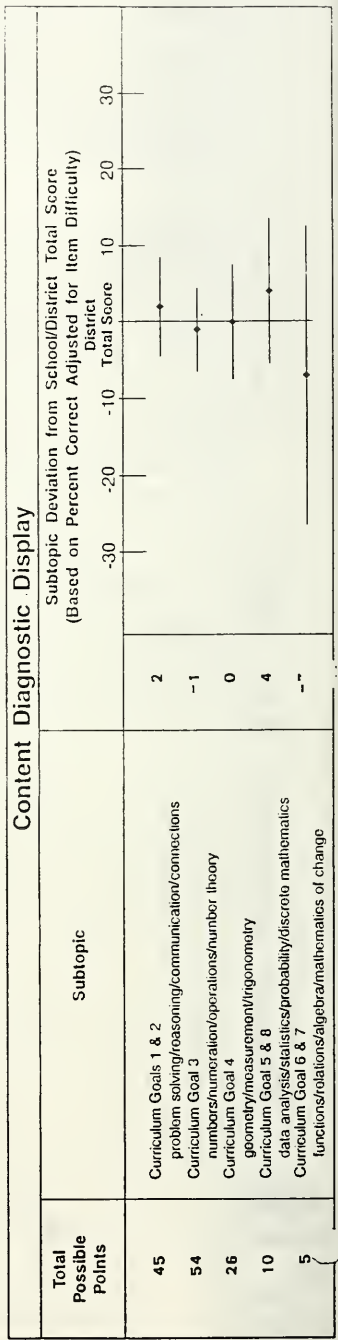 Content Diagnostic Display
Total
Possible
Points
Subtopic
Subtopic Deviation from School/District Total Score
(Based on Percent Correct Adjusted for Item Difficulty)
District
Total Score
-30 -20 -10 10 20 30
45 Curriculum Goals 1 & 2 2
problem solving/reasoning/communication/connections
54 Curriculum Goal 3 -1
numbers/numeration/operations/number theory
26 Curriculum Goal 4 0
geometry/measurement/trigonometry
10 Curriculum Goal 5 & 8 4
data analysis/statistics/probability/discrete mathematics
5 Curriculum Goal 6 & 7 -7
functions/relations/algebra/mathematics of change